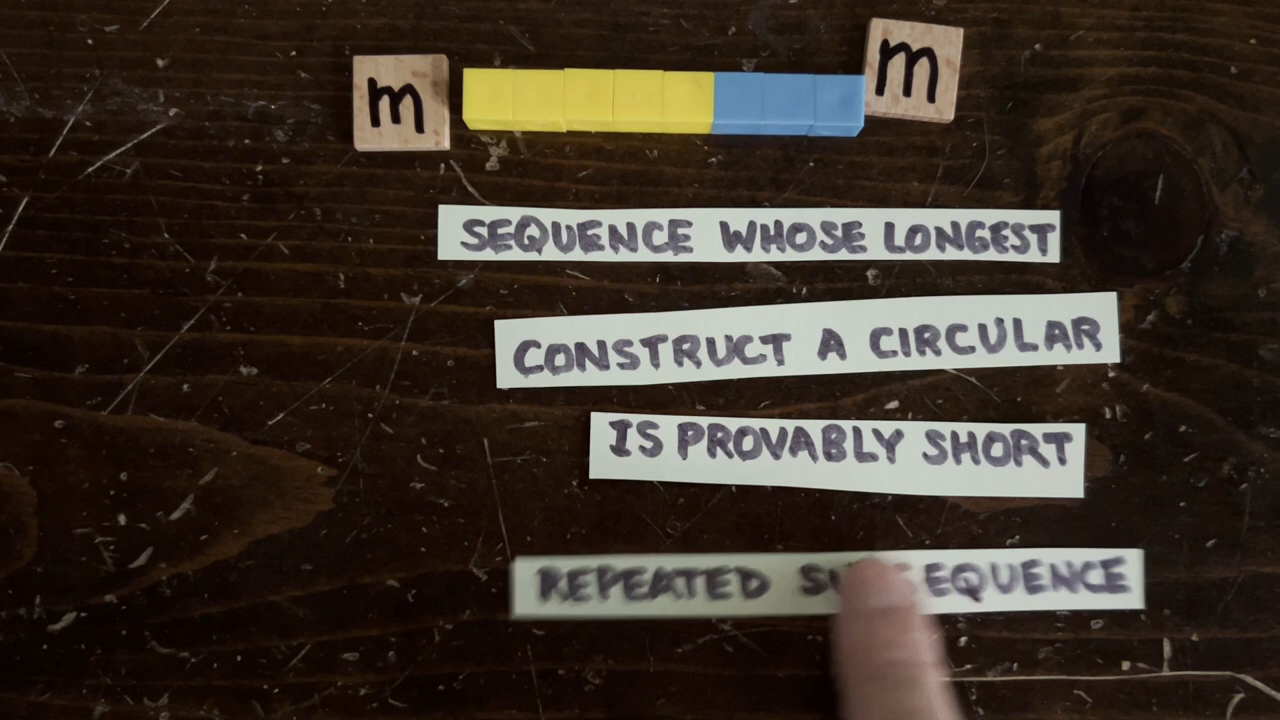 m m
SEQUENCE WHOSE LONGEST
CONSTRUCT A CIRCULAR
IS PROVABLY SHORT
REPEATED